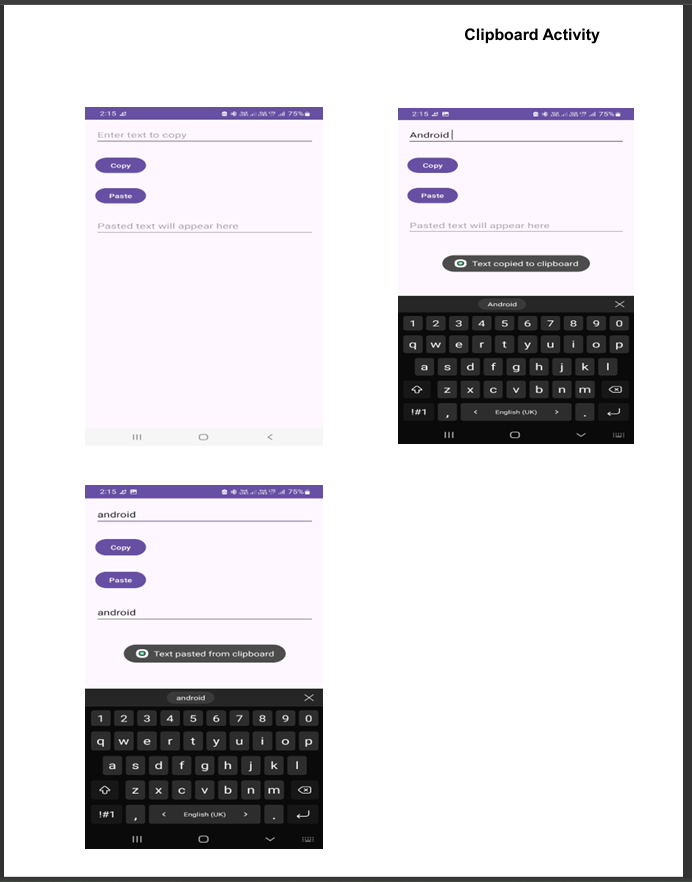 Clipboard Activity
2:15 75%
Enter text to copy
Copy
Paste
Pasted text will appear here
2:15 75%
Android
Copy
Paste
Pasted text will appear here
Text copied to clipboard
Android
1 2 3 4 5 6 7 8 9 0
q w e r t y u i o p
a s d f g h j k l
z x c v b n m
!#1 , < English (UK) > .
2:15 75%
android
Copy
Paste
android
Text pasted from clipboard
android
1 2 3 4 5 6 7 8 9 0
q w e r t y u i o p
a s d f g h j k l
z x c v b n m
!#1 , < English (UK) > .